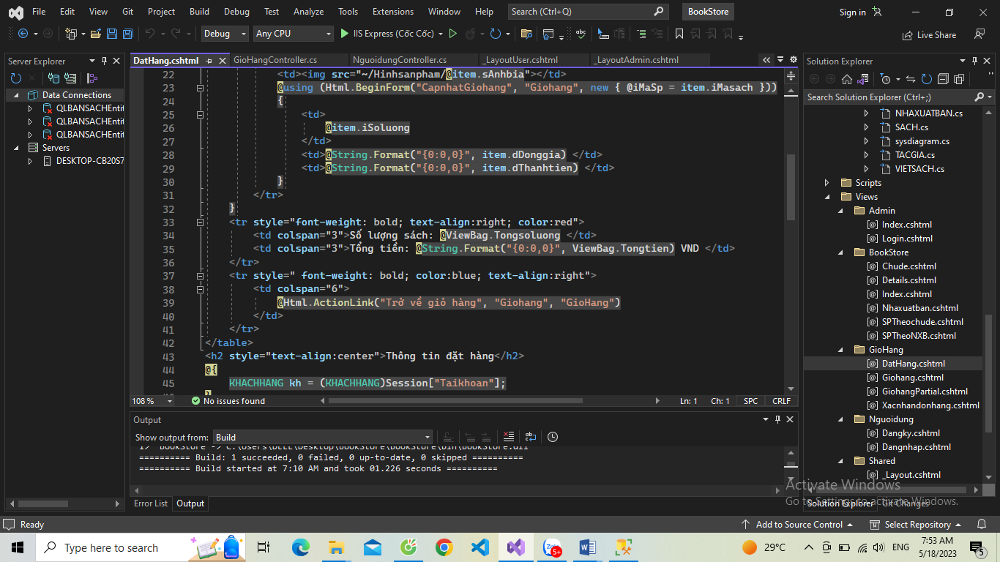 File Edit View Git Project Build Debug Test Analyze Tools Extensions Window Help Search (Ctrl+Q) BookStore Sign in
Debug Any CPU IIS Express (Cốc Cốc) Live Share
Server Explorer
Data Connections
QLBANSACHEntit
QLBANSACHEntit
QLBANSACHEntit
Servers
DESKTOP-CB20S7
DatHang.cshtml GioHangController.cs NguoidungController.cs _LayoutUser.cshtml _LayoutAdmin.cshtml
22 <td><img src="~/Hinhsanpham/@item.sAnhbia"></td>
23 @using (Html.BeginForm("CapnhatGiohang", "Giohang", new { @iMaSp = item.iMasach }))
24 {
25 <td>
26 @item.iSoluong
27 </td>
28 <td>@String.Format("{0:0,0}", item.dDonggia) </td>
29 <td>@String.Format("{0:0,0}", item.dThanhtien) </td>
30 }
31 </tr>
32 }
33 <tr style="font-weight: bold; text-align:right; color:red">
34 <td colspan="3">Số lượng sách: @ViewBag.Tongsoluong </td>
35 <td colspan="3">Tổng tiền: @String.Format("{0:0,0}", ViewBag.Tongtien) VND </td>
36 </tr>
37 <tr style=" font-weight: bold; color:blue; text-align:right">
38 <td colspan="6">
39 @Html.ActionLink("Trở về giỏ hàng", "Giohang", "GioHang")
40 </td>
41 </tr>
42 </table>
43 <h2 style="text-align:center">Thông tin đặt hàng</h2>
44 @{
45 KHACHHANG kh = (KHACHHANG)Session["Taikhoan"];
108 % No issues found Ln: 1 Ch: 1 SPC CRLF
Output
Show output from: Build
1> BookStore -> C:\Users\DELL\Desktop\BookStore\BookStore\bin\BookStore.dll
========== Build: 1 succeeded, 0 failed, 0 up-to-date, 0 skipped ==========
========== Build started at 7:10 AM and took 01.226 seconds ==========
Error List Output
Solution Explorer
Search Solution Explorer (Ctrl+;)
NHAXUATBAN.cs
SACH.cs
sysdiagram.cs
TACGIA.cs
VIETSACH.cs
Scripts
Views
Admin
Index.cshtml
Login.cshtml
BookStore
Chude.cshtml
Details.cshtml
Index.cshtml
Nhaxuatban.cshtml
SPTheochude.cshtml
SPTheoNXB.cshtml
GioHang
DatHang.cshtml
Giohang.cshtml
GiohangPartial.cshtml
Xacnhandonhang.cshtml
Nguoidung
Dangky.cshtml
Dangnhap.cshtml
Shared
_Layout.cshtml
Activate Windows
Go to Settings to activate Windows.
Solution Explorer Git Changes
Ready Add to Source Control Select Repository
Type here to search 5+ 29°C ENG 7:53 AM
5/18/2023 5